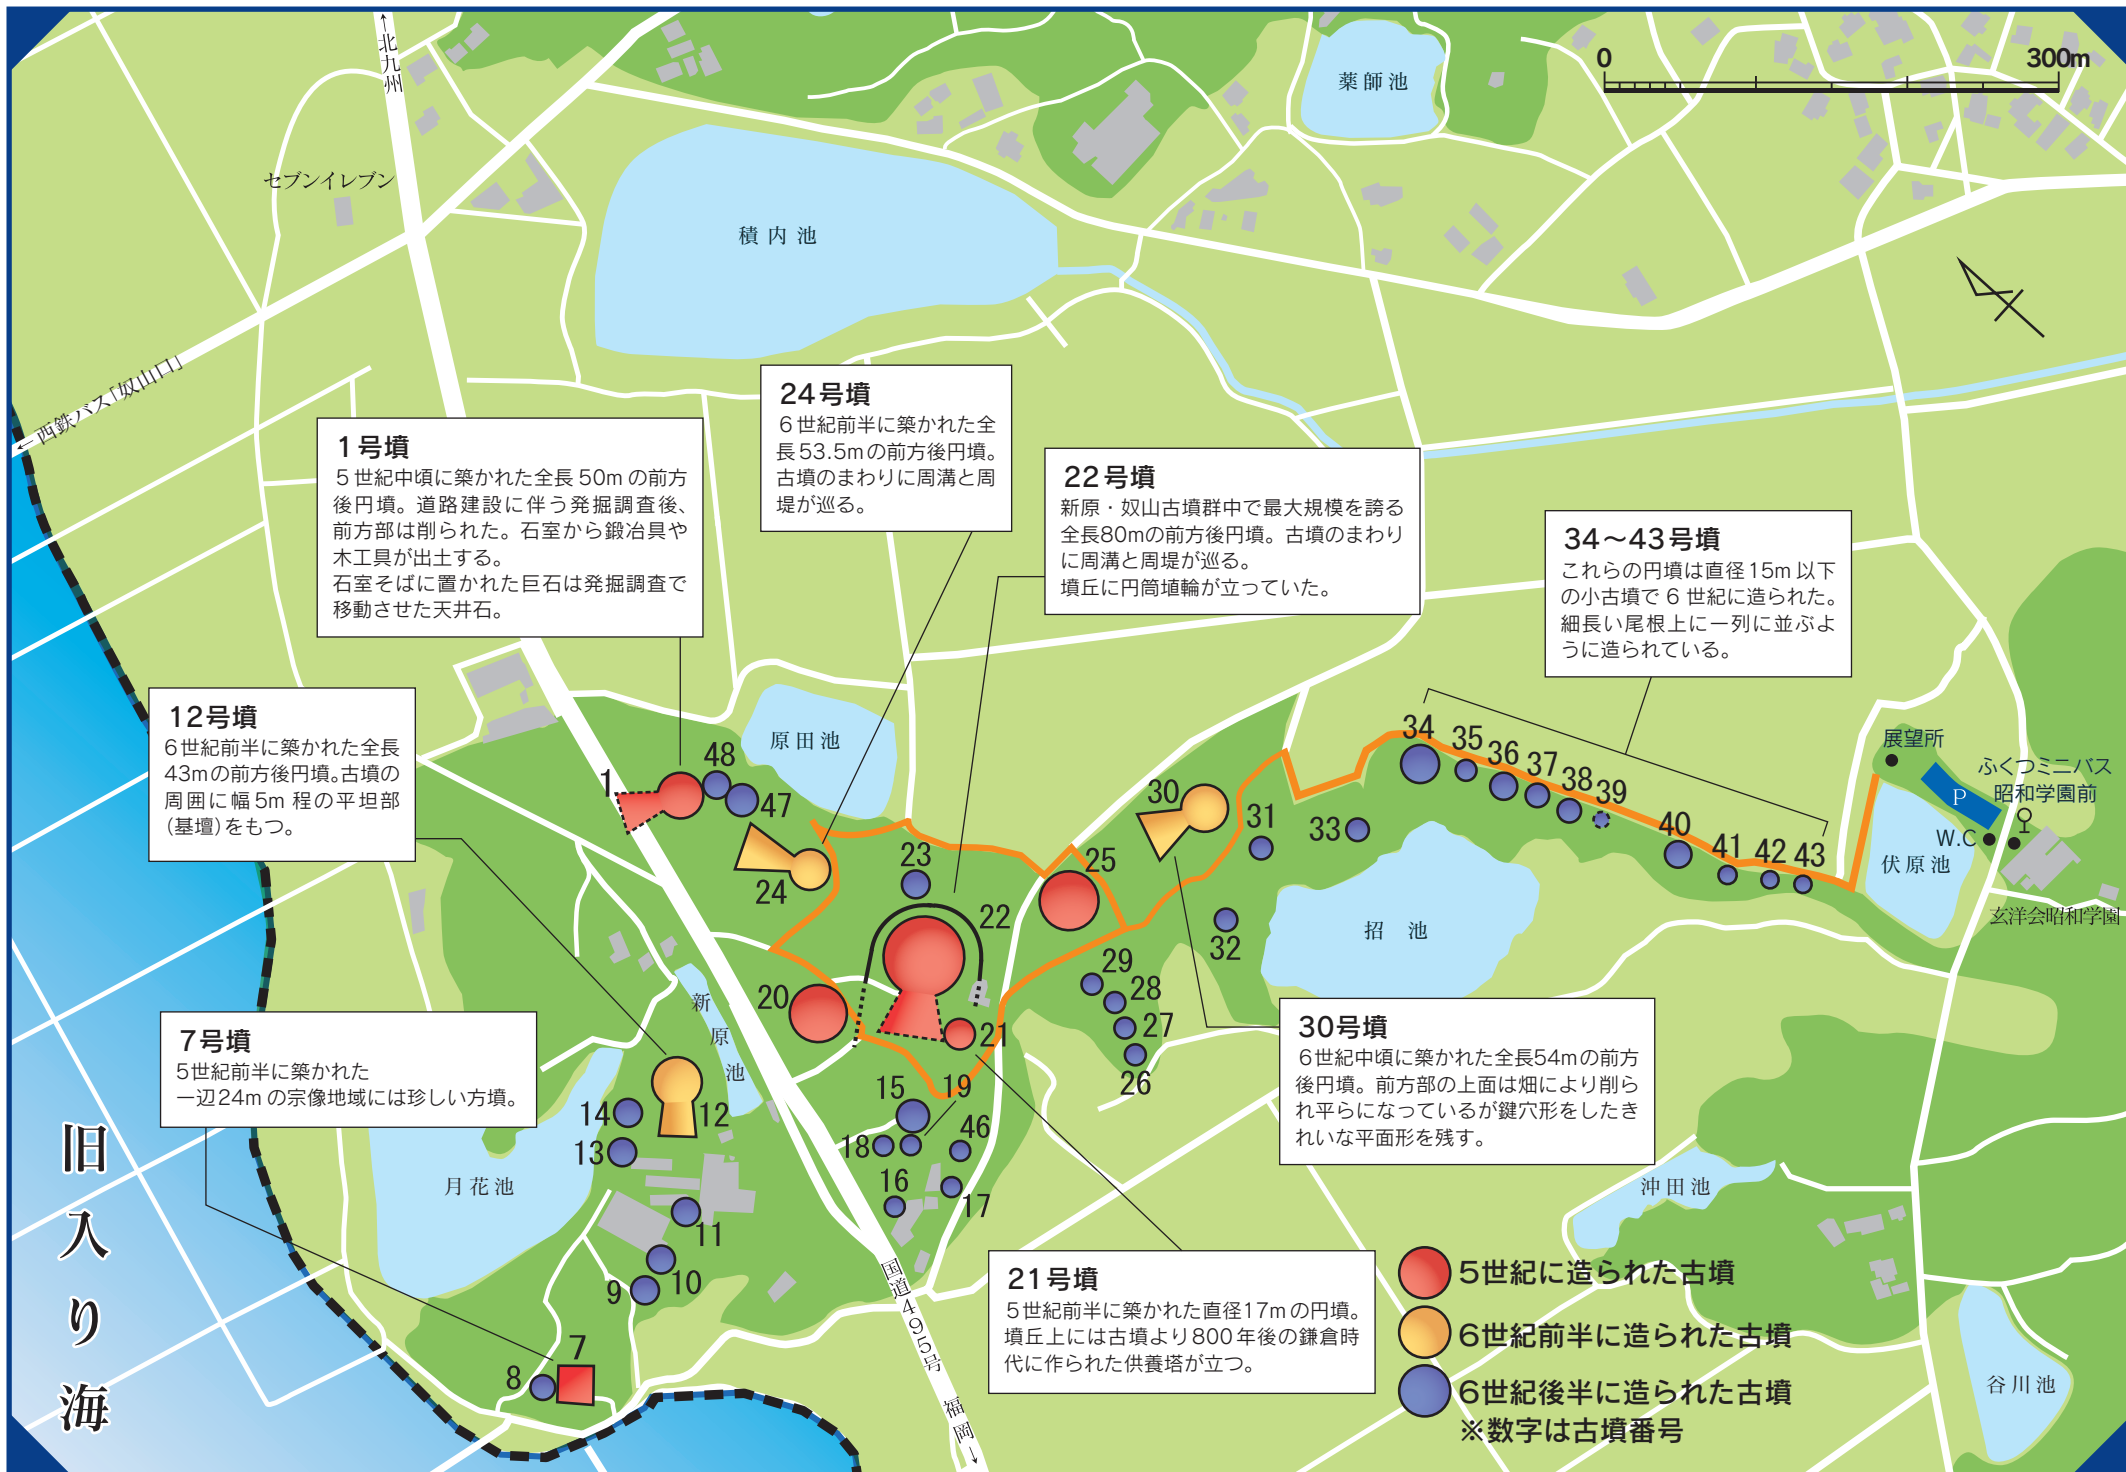 ←北九州
セブンイレブン
←西鉄バス「奴山口」
薬師池
0
300m
積内池
24号墳
6世紀前半に築かれた全
長53.5mの前方後円墳。
古墳のまわりに周溝と周
堤が巡る。
1号墳
5世紀中頃に築かれた全長50mの前方
後円墳。道路建設に伴う発掘調査後、
前方部は削られた。石室から鍛冶具や
木工具が出土する。
石室そばに置かれた巨石は発掘調査で
移動させた天井石。
22号墳
新原・奴山古墳群中で最大規模を誇る
全長80mの前方後円墳。古墳のまわり
に周溝と周堤が巡る。
墳丘に円筒埴輪が立っていた。
34～43号墳
これらの円墳は直径15m以下
の小古墳で6世紀に造られた。
細長い尾根上に一列に並ぶよ
うに造られている。
12号墳
6世紀前半に築かれた全長
43mの前方後円墳。古墳の
周囲に幅5m程の平坦部
(基壇)をもつ。
原田池
1
48
47
24
23
22
25
20
21
30
31
33
32
34
35
36
37
38
39
40
41
42
43
展望所
P
ふくつミニバス
昭和学園前
W.C
伏原池
玄洋会昭和学園
招池
29
28
27
26
新原池
7号墳
5世紀前半に築かれた
一辺24mの宗像地域には珍しい方墳。
30号墳
6世紀中頃に築かれた全長54mの前方
後円墳。前方部の上面は畑により削ら
れ平らになっているが鍵穴形をしたき
れいな平面形を残す。
14
12
13
15
19
18
46
16
17
月花池
沖田池
11
10
9
7
8
旧入り海
国道495号
福岡→
21号墳
5世紀前半に築かれた直径17mの円墳。
墳丘上には古墳より800年後の鎌倉時
代に作られた供養塔が立つ。
5世紀に造られた古墳
6世紀前半に造られた古墳
6世紀後半に造られた古墳
※数字は古墳番号
谷川池